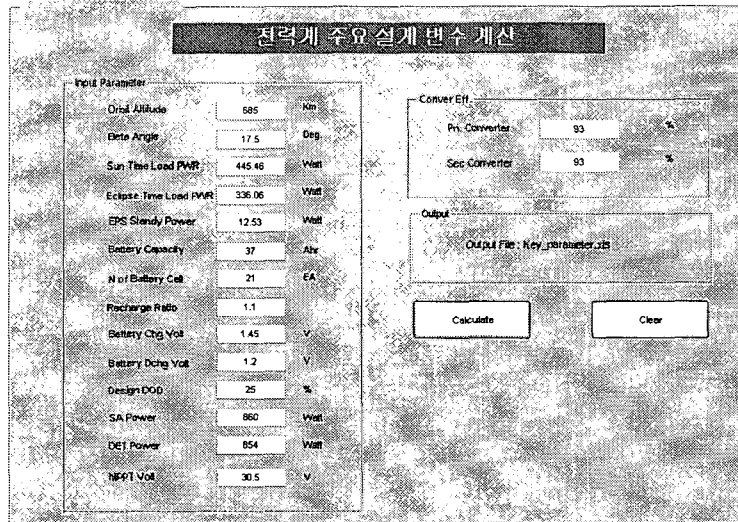 전력계 주요 설계 변수 계산
Input Parameter
Orbit Altitude 685 Km
Beta Angle 17.5 Deg
Sun Time Load PWR 445.46 Watt
Eclipse Time Load PWR 336.06 Watt
EPS Standy Power 12.53 Watt
Battery Capacity 37 Ahr
N of Battery Cell 21 EA
Recharge Ratio 1.1
Battery Chg Volt 1.45 V
Battery Dchg Volt 1.2 V
Design DOD 25 %
SA Power 860 Watt
DET Power 854 Watt
MPPT Volt 30.5 V
Conver Eff.
Pri. Converter 93 %
Sec Converter 93 %
Output
Output File : Key_parameter.xls
Calculate Clear